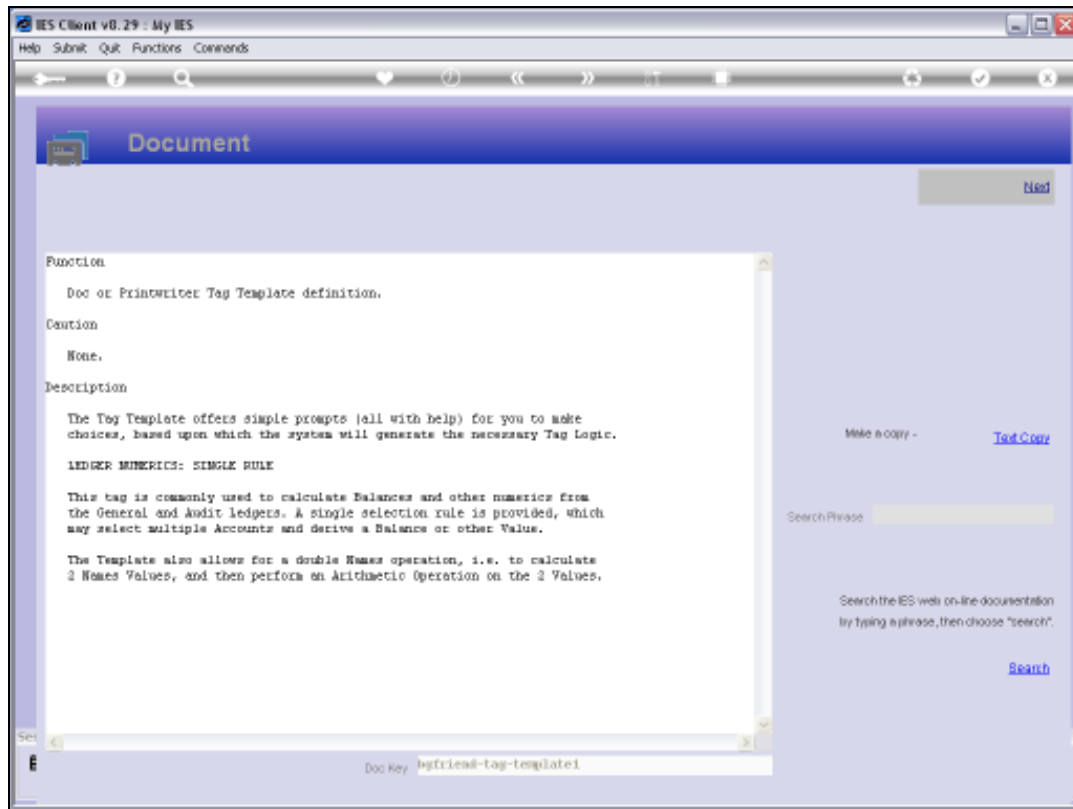 IES Client v8.29 : My IES
Help Submit Quit Functions Commands
Document
Next
Function
Doc or Printwriter Tag Template definition.
Caution
None.
Description
The Tag Template offers simple prompts (all with help) for you to make
choices, based upon which the system will generate the necessary Tag Logic.
LEDGER NUMERICS: SINGLE RULE
This tag is commonly used to calculate Balances and other numerics from
the General and Audit ledgers. A single selection rule is provided, which
may select multiple Accounts and derive a Balance or other Value.
The Template also allows for a double Names operation, i.e. to calculate
2 Names Values, and then perform an Arithmetic Operation on the 2 Values.
Make a copy -
Text Copy
Search Phrase
Search the IES web on-line documentation
by typing a phrase, then choose "search".
Search
Doc Key